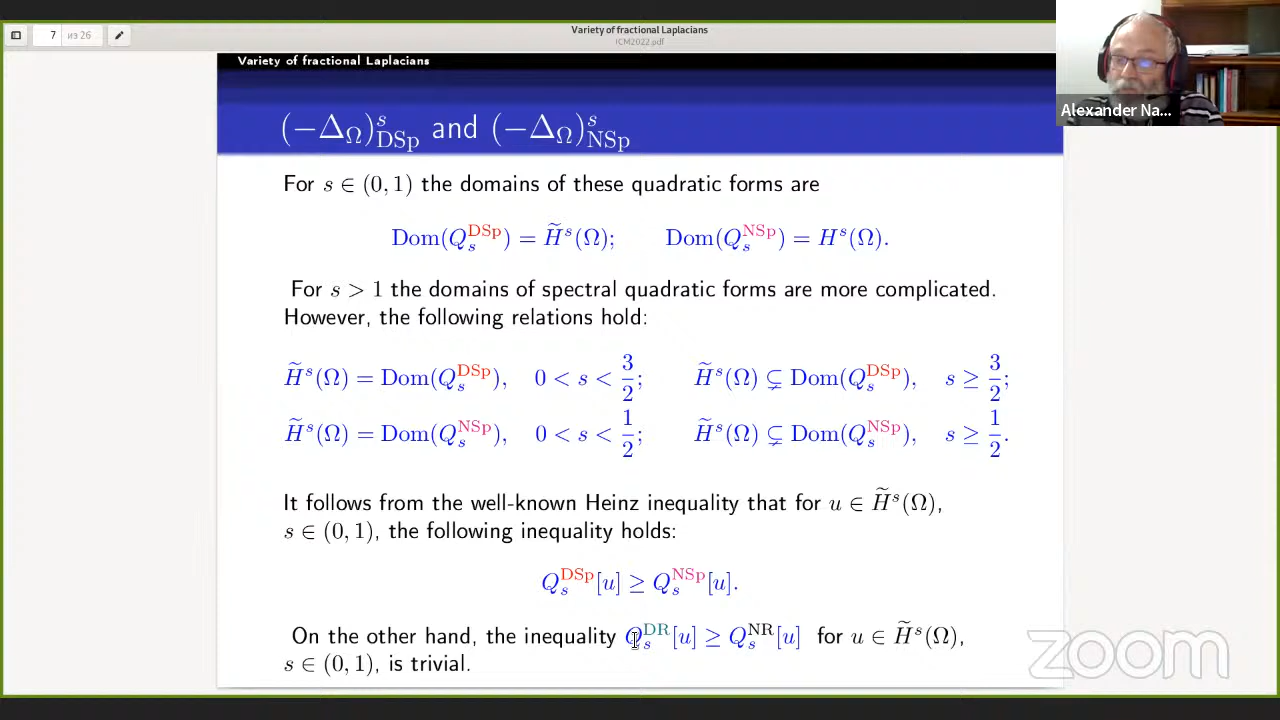 Variety of fractional Laplacians
ICM2022.pdf
7 из 26
Variety of fractional Laplacians
Alexander Na...
(−Δ_Ω)^s_DSp and (−Δ_Ω)^s_NSp
For s ∈ (0, 1) the domains of these quadratic forms are
Dom(Q_s^DSp) = H̃^s(Ω); Dom(Q_s^NSp) = H^s(Ω).
For s > 1 the domains of spectral quadratic forms are more complicated.
However, the following relations hold:
H̃^s(Ω) = Dom(Q_s^DSp), 0 < s < 3/2; H̃^s(Ω) ⊊ Dom(Q_s^DSp), s ≥ 3/2;
H̃^s(Ω) = Dom(Q_s^NSp), 0 < s < 1/2; H̃^s(Ω) ⊊ Dom(Q_s^NSp), s ≥ 1/2.
It follows from the well-known Heinz inequality that for u ∈ H̃^s(Ω),
s ∈ (0, 1), the following inequality holds:
Q_s^DSp[u] ≥ Q_s^NSp[u].
On the other hand, the inequality Q_s^DR[u] ≥ Q_s^NR[u] for u ∈ H̃^s(Ω),
s ∈ (0, 1), is trivial.
zoom